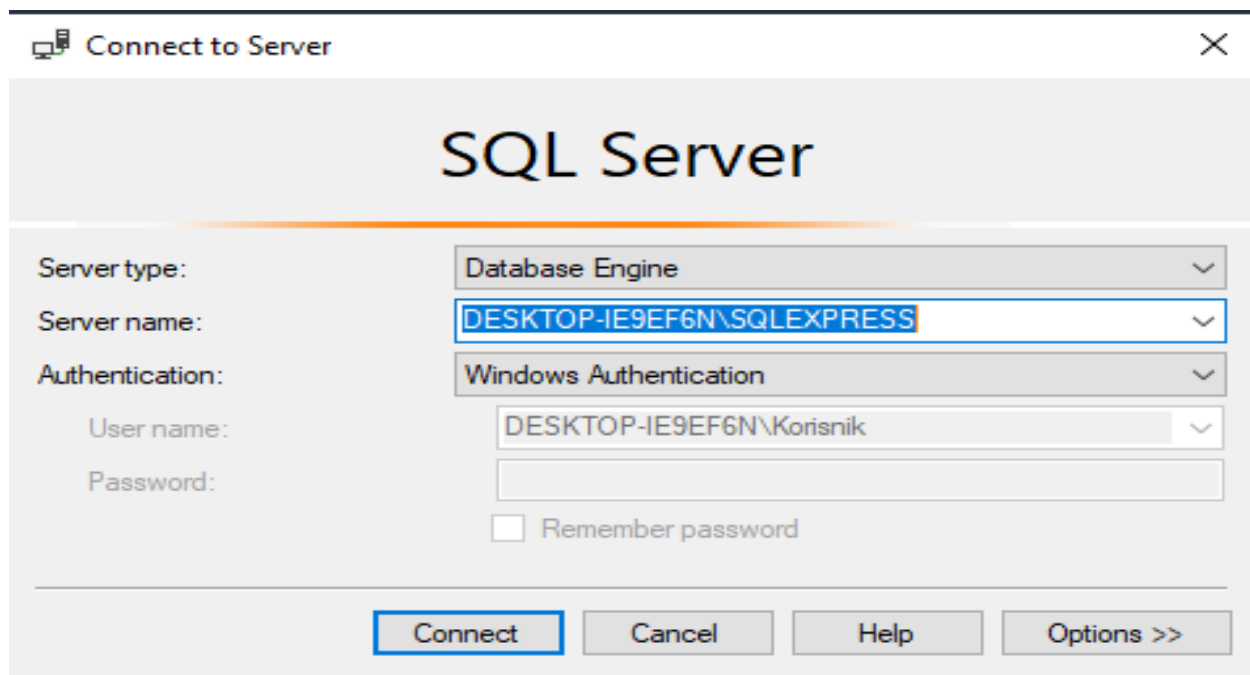 Connect to Server
SQL Server
Server type: Database Engine
Server name: DESKTOP-IE9EF6N\SQLEXPRESS
Authentication: Windows Authentication
User name: DESKTOP-IE9EF6N\Korisnik
Password:
Remember password
Connect Cancel Help Options >>